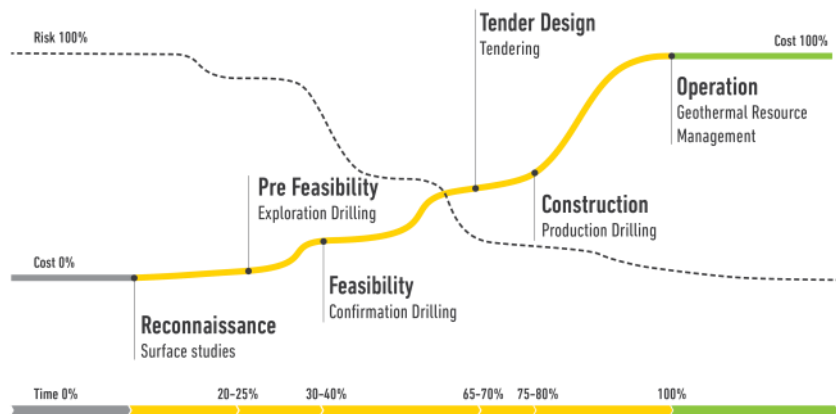 Tender Design
Tendering
Risk 100%
Cost 100%
Operation
Geothermal Resource
Management
Pre Feasibility
Exploration Drilling
Construction
Production Drilling
Cost 0%
Feasibility
Confirmation Drilling
Reconnaissance
Surface studies
Time 0%
20-25%
30-40%
65-70%
75-80%
100%